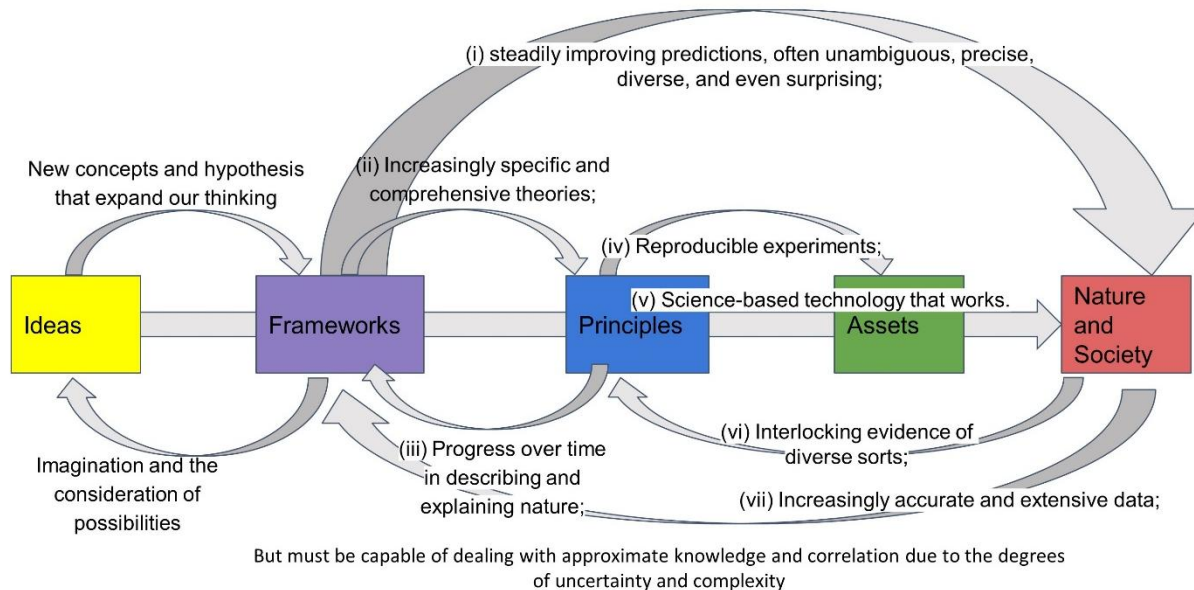 (i) steadily improving predictions, often unambiguous, precise,
diverse, and even surprising;
New concepts and hypothesis
that expand our thinking
(ii) Increasingly specific and
comprehensive theories;
(iv) Reproducible experiments;
(v) Science-based technology that works.
Ideas
Frameworks
Principles
Assets
Nature
and
Society
Imagination and the
consideration of
possibilities
(iii) Progress over time
in describing and
explaining nature;
(vi) Interlocking evidence of
diverse sorts;
(vii) Increasingly accurate and extensive data;
But must be capable of dealing with approximate knowledge and correlation due to the degrees
of uncertainty and complexity